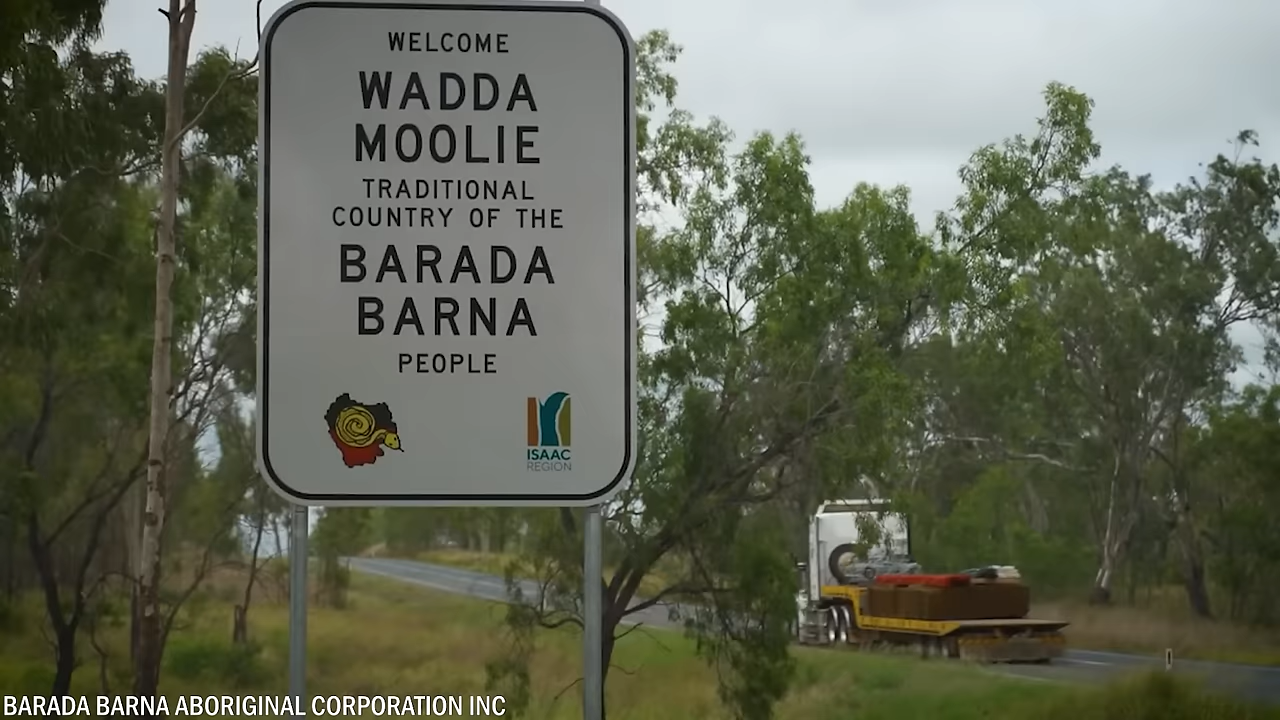 WELCOME
WADDA
MOOLIE
TRADITIONAL
COUNTRY OF THE
BARADA
BARNA
PEOPLE
ISAAC
REGION
BARADA BARNA ABORIGINAL CORPORATION INC